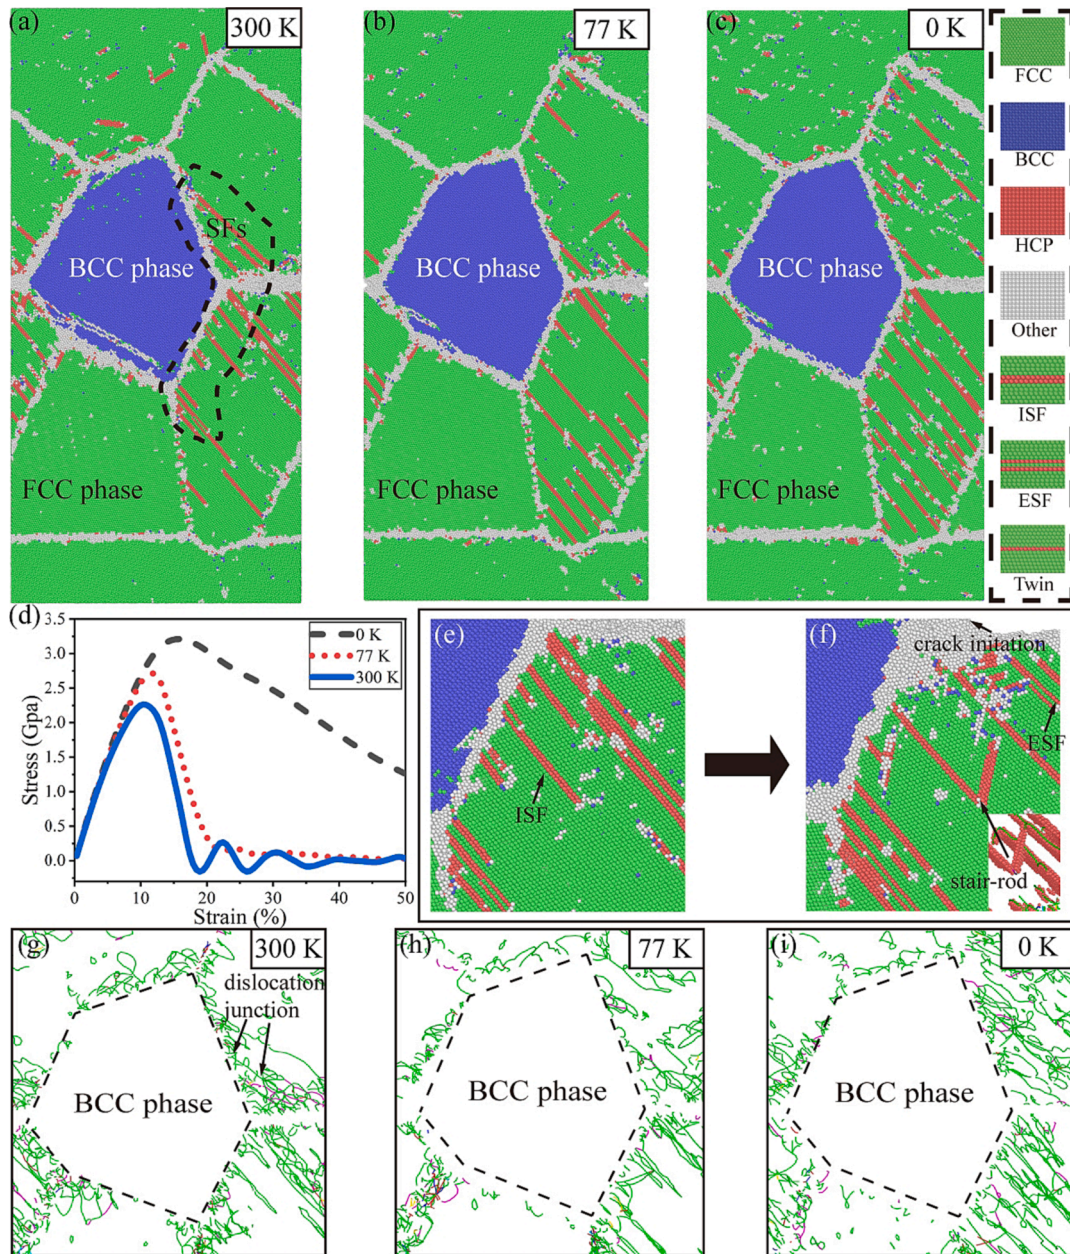 (a)
300 K
SFs
BCC phase
FCC phase
(b)
77 K
BCC phase
FCC phase
(c)
0 K
BCC phase
FCC
BCC
HCP
Other
ISF
ESF
Twin
(d)
3.5
3.0
2.5
2.0
1.5
1.0
0.5
0.0
Stress (Gpa)
0
10
20
30
40
50
Strain (%)
0 K
77 K
300 K
(e)
ISF
(f)
crack initation
ESF
stair-rod
(g)
300 K
dislocation
junction
BCC phase
(h)
77 K
BCC phase
(i)
0 K
BCC phase